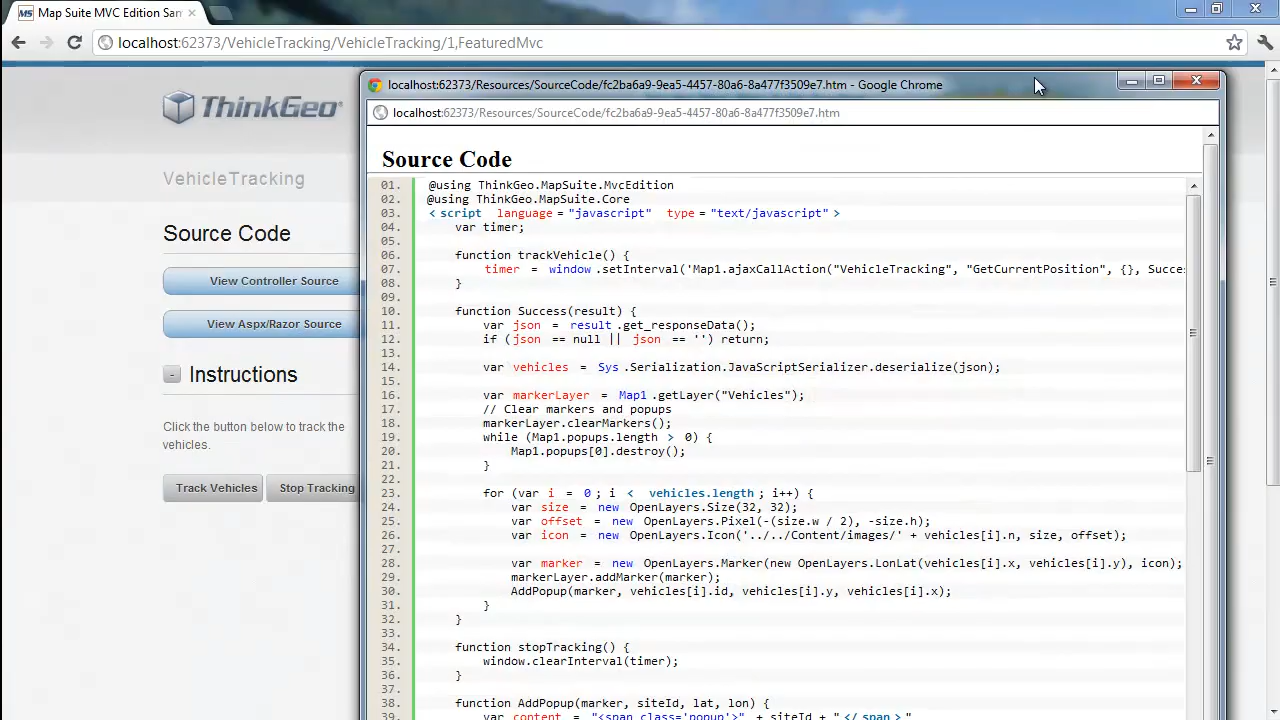 Map Suite MVC Edition San
localhost:62373/VehicleTracking/VehicleTracking/1,FeaturedMvc
ThinkGeo
VehicleTracking
Source Code
View Controller Source
View Aspx/Razor Source
- Instructions
Click the button below to track the
vehicles.
Track Vehicles Stop Tracking
localhost:62373/Resources/SourceCode/fc2ba6a9-9ea5-4457-80a6-8a477f3509e7.htm - Google Chrome
localhost:62373/Resources/SourceCode/fc2ba6a9-9ea5-4457-80a6-8a477f3509e7.htm
Source Code
01. @using ThinkGeo.MapSuite.MvcEdition
02. @using ThinkGeo.MapSuite.Core
03. < script language = "javascript" type = "text/javascript" >
04. var timer;
05.
06. function trackVehicle() {
07. timer = window .setInterval('Map1.ajaxCallAction("VehicleTracking", "GetCurrentPosition", {}, Succe
08. }
09.
10. function Success(result) {
11. var json = result .get_responseData();
12. if ( json == null || json == '') return;
13.
14. var vehicles = Sys .Serialization.JavaScriptSerializer.deserialize(json);
15.
16. var markerLayer = Map1 .getLayer("Vehicles");
17. // Clear markers and popups
18. markerLayer.clearMarkers();
19. while (Map1.popups.length > 0) {
20. Map1.popups[0].destroy();
21. }
22.
23. for (var i = 0 ; i < vehicles.length ; i++) {
24. var size = new OpenLayers.Size(32, 32);
25. var offset = new OpenLayers.Pixel(-(size.w / 2), -size.h);
26. var icon = new OpenLayers.Icon('../../Content/images/' + vehicles[i].n, size, offset);
27.
28. var marker = new OpenLayers.Marker(new OpenLayers.LonLat(vehicles[i].x, vehicles[i].y), icon);
29. markerLayer.addMarker(marker);
30. AddPopup(marker, vehicles[i].id, vehicles[i].y, vehicles[i].x);
31. }
32. }
33.
34. function stopTracking() {
35. window.clearInterval(timer);
36. }
37.
38. function AddPopup(marker, siteId, lat, lon) {
39. var content = "<span class='popup'>" + siteId + " </ span > "